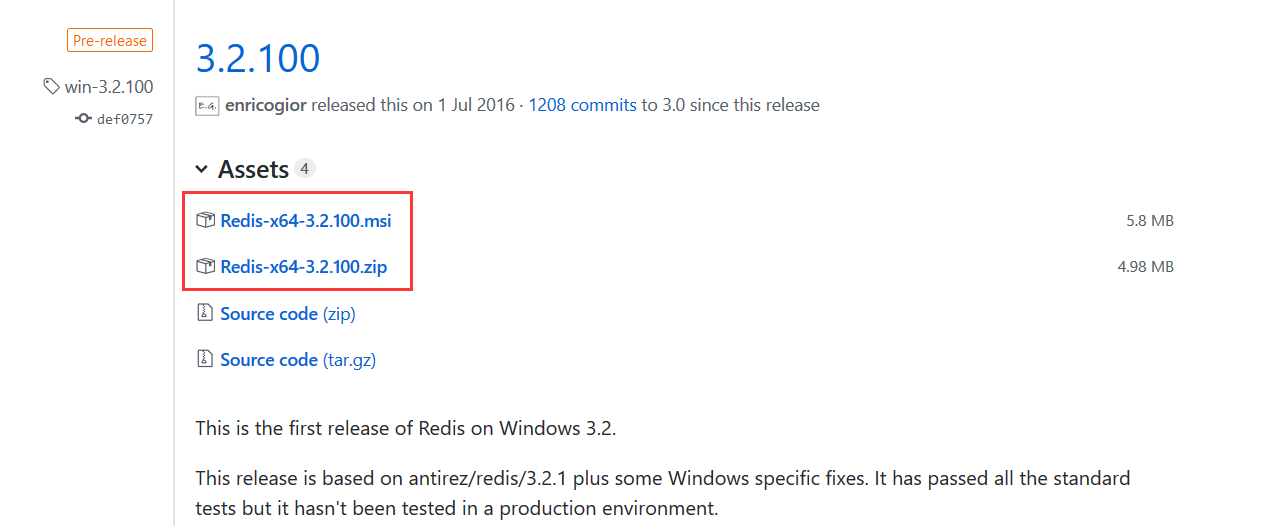 Pre-release
win-3.2.100
def0757
3.2.100
E.G. enricogior released this on 1 Jul 2016 · 1208 commits to 3.0 since this release
Assets 4
Redis-x64-3.2.100.msi 5.8 MB
Redis-x64-3.2.100.zip 4.98 MB
Source code (zip)
Source code (tar.gz)
This is the first release of Redis on Windows 3.2.
This release is based on antirez/redis/3.2.1 plus some Windows specific fixes. It has passed all the standard
tests but it hasn't been tested in a production environment.